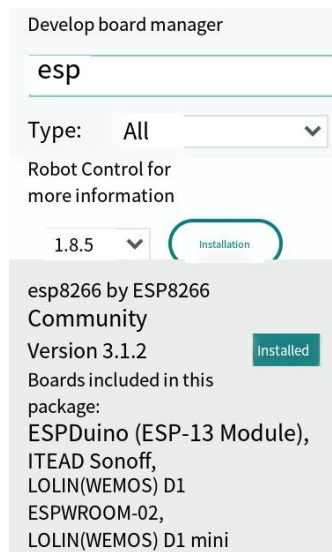 Develop board manager
esp
Type: All
Robot Control for
more information
1.8.5 Installation
esp8266 by ESP8266
Community
Version 3.1.2 Installed
Boards included in this
package:
ESPDuino (ESP-13 Module),
ITEAD Sonoff,
LOLIN(WEMOS) D1
ESPWROOM-02,
LOLIN(WEMOS) D1 mini